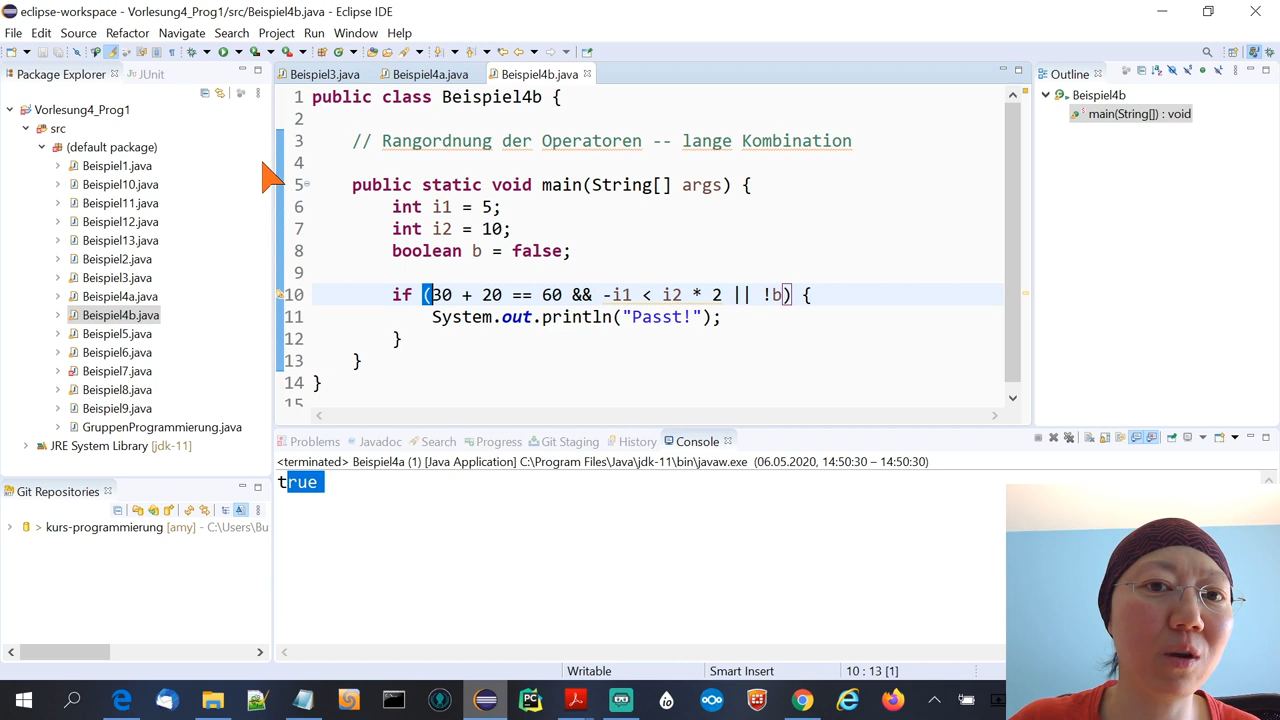 eclipse-workspace - Vorlesung4_Prog1/src/Beispiel4b.java - Eclipse IDE
File Edit Source Refactor Navigate Search Project Run Window Help
Package Explorer JUnit
Vorlesung4_Prog1
src
(default package)
Beispiel1.java
Beispiel10.java
Beispiel11.java
Beispiel12.java
Beispiel13.java
Beispiel2.java
Beispiel3.java
Beispiel4a.java
Beispiel4b.java
Beispiel5.java
Beispiel6.java
Beispiel7.java
Beispiel8.java
Beispiel9.java
GruppenProgrammierung.java
JRE System Library [jdk-11]
Git Repositories
> kurs-programmierung [amy] - C:\Users\Bu
Beispiel3.java Beispiel4a.java Beispiel4b.java
1 public class Beispiel4b {
2
3 // Rangordnung der Operatoren -- lange Kombination
4
5 public static void main(String[] args) {
6 int i1 = 5;
7 int i2 = 10;
8 boolean b = false;
9
10 if (30 + 20 == 60 && -i1 < i2 * 2 || !b) {
11 System.out.println("Passt!");
12 }
13 }
14 }
15
Outline
Beispiel4b
main(String[]) : void
Problems Javadoc Search Progress Git Staging History Console
<terminated> Beispiel4a (1) [Java Application] C:\Program Files\Java\jdk-11\bin\javaw.exe (06.05.2020, 14:50:30 – 14:50:30)
true
Writable Smart Insert 10 : 13 [1]